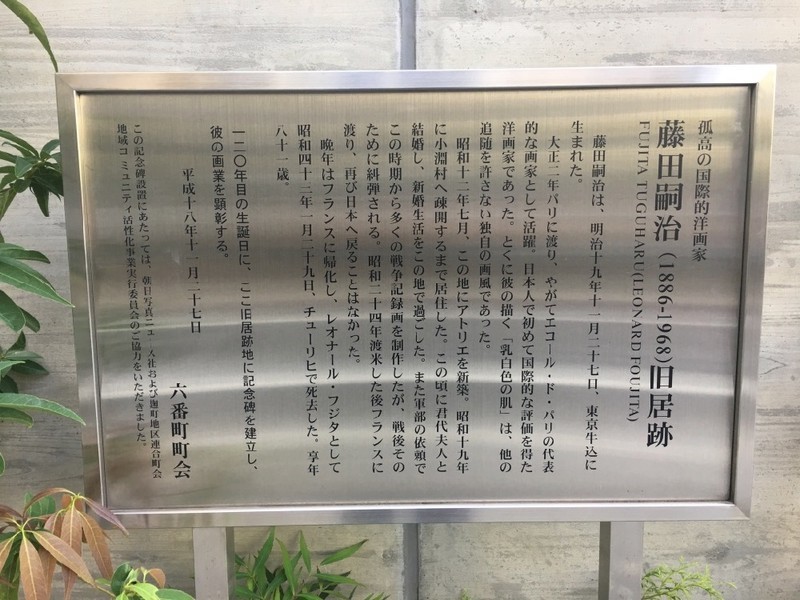 孤高の国際的洋画家
藤田嗣治(1886-1968)旧居跡
FUJITA TUGUHARU(LEONARD FOUJITA)
藤田嗣治は、明治十九年十一月二十七日、東京牛込に
生まれた。
大正二年パリに渡り、やがてエコール・ド・パリの代表
的な画家として活躍。日本人で初めて国際的な評価を得た
洋画家であった。とくに彼の描く「乳白色の肌」は、他の
追随を許さない独自の画風であった。
昭和十二年七月、この地にアトリエを新築。昭和十九年
に小淵村へ疎開するまで居住した。この頃に君代夫人と
結婚し、新婚生活をこの地で過ごした。また軍部の依頼で
この時期から多くの戦争記録画を制作したが、戦後その
ために糾弾される。昭和二十四年渡米した後フランスに
渡り、再び日本へ戻ることはなかった。
晩年はフランスに帰化し、レオナール・フジタとして
昭和四十三年一月二十九日、チューリヒで死去した。享年
八十一歳。
一二〇年目の生誕日に、ここ旧居跡地に記念碑を建立し、
彼の画業を顕彰する。
平成十八年十一月二十七日
六番町町会
この記念碑設置にあたっては、朝日写真ニュース社および麹町地区連合町会
地域コミュニティ活性化事業実行委員会のご協力をいただきました。